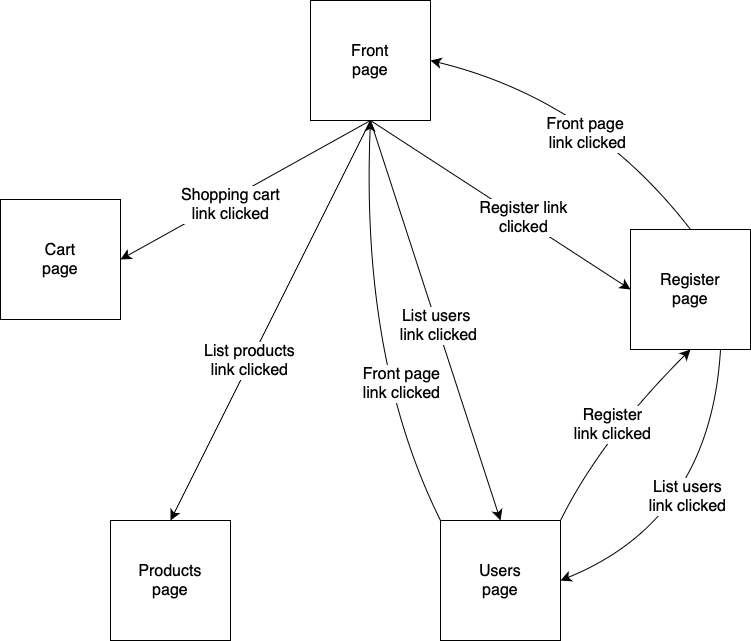 Front
page
Front page
link clicked
Shopping cart
link clicked
Register link
clicked
Cart
page
Register
page
List users
link clicked
List products
link clicked
Front page
link clicked
Register
link clicked
List users
link clicked
Products
page
Users
page